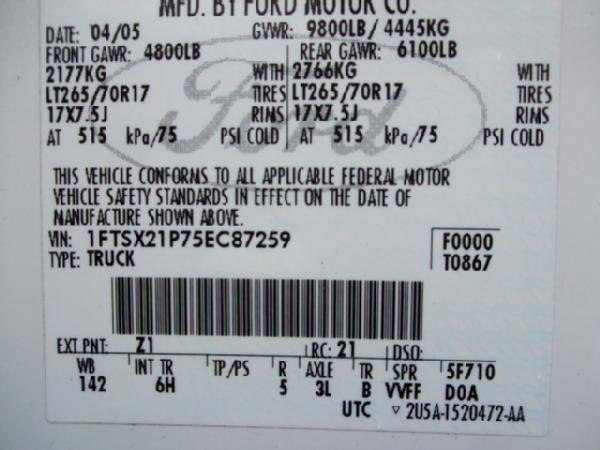 MFD. BY FORD MOTOR CO.
DATE: 04/05 GVWR: 9800LB/ 4445KG
FRONT GAWR: 4800LB REAR GAWR: 6100LB
2177KG WITH 2766KG WITH
LT265/70R17 TIRES LT265/70R17 TIRES
17X7.5J RIMS 17X7.5J RIMS
AT 515 kPa/75 PSI COLD AT 515 kPa/75 PSI COLD
Ford
THIS VEHICLE CONFORMS TO ALL APPLICABLE FEDERAL MOTOR
VEHICLE SAFETY STANDARDS IN EFFECT ON THE DATE OF
MANUFACTURE SHOWN ABOVE.
VIN: 1FTSX21P75EC87259 F0000
TYPE: TRUCK T0867
EXT PNT: Z1 RC: 21 DSO:
WB INT TR TP/PS R AXLE TR SPR 5F710
142 6H 5 3L B VVFF DOA
UTC ▽ 2U5A-1520472-AA